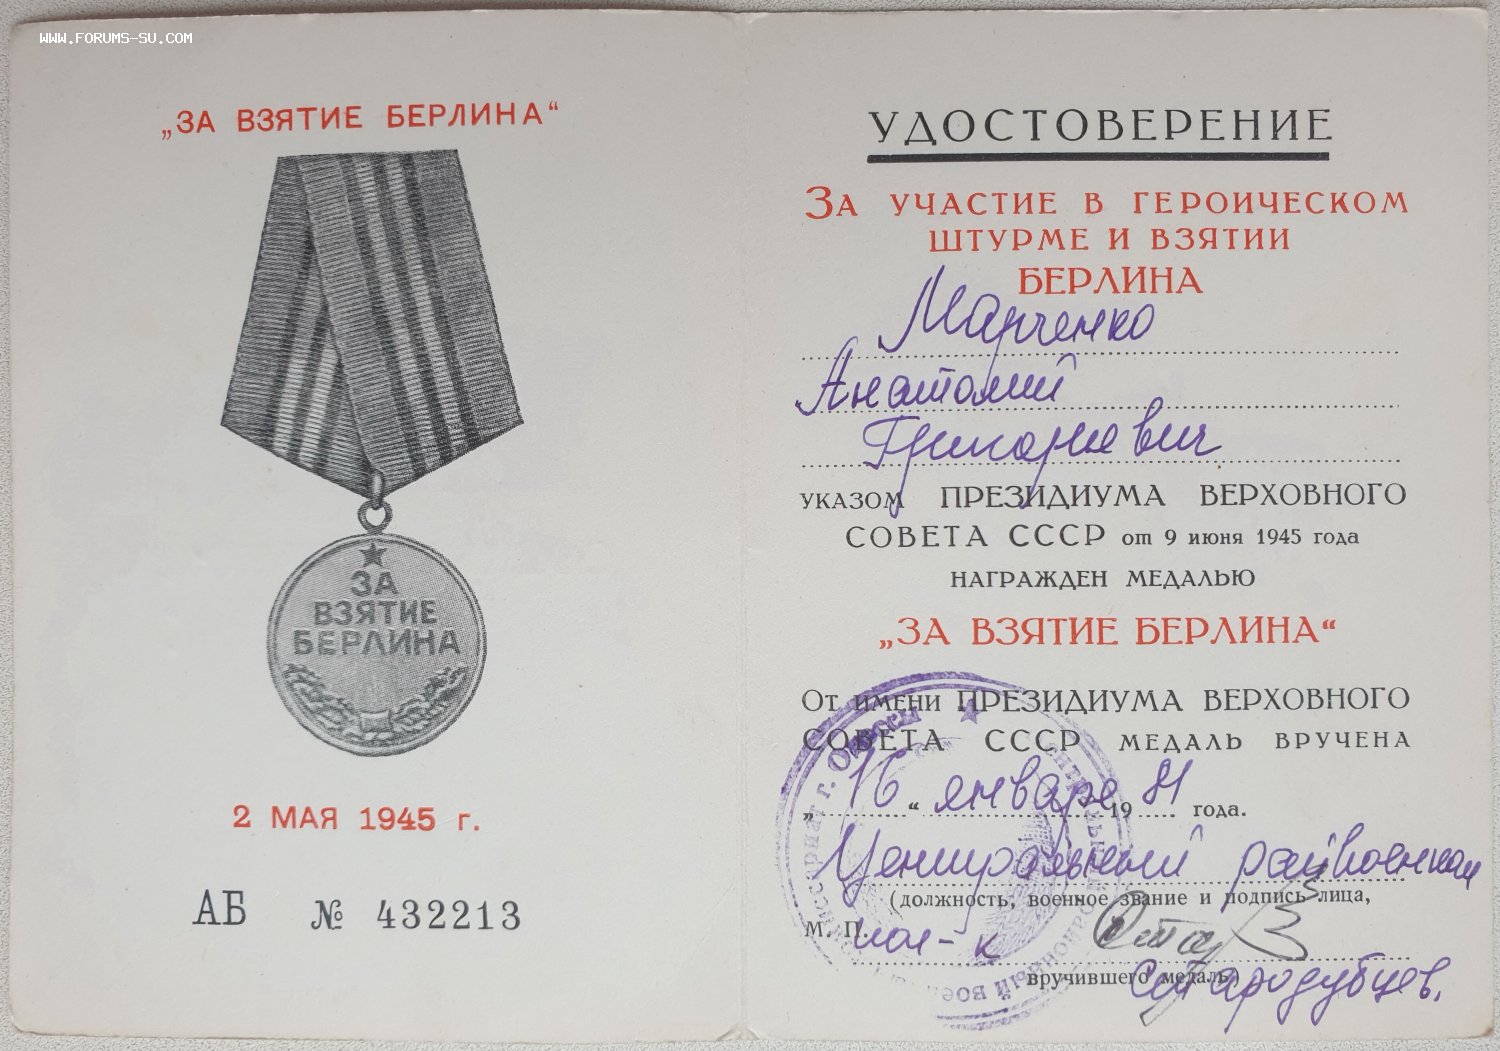 www.forums-su.com
„ЗА ВЗЯТИЕ БЕРЛИНА“
ЗА
ВЗЯТИЕ
БЕРЛИНА
2 МАЯ 1945 г.
АБ № 432213
УДОСТОВЕРЕНИЕ
ЗА УЧАСТИЕ В ГЕРОИЧЕСКОМ
ШТУРМЕ И ВЗЯТИИ
БЕРЛИНА
Марченко
Анатолий
Григорьевич
УКАЗОМ ПРЕЗИДИУМА ВЕРХОВНОГО
СОВЕТА СССР от 9 июня 1945 года
НАГРАЖДЕН МЕДАЛЬЮ
„ЗА ВЗЯТИЕ БЕРЛИНА“
ОТ ИМЕНИ ПРЕЗИДИУМА ВЕРХОВНОГО
СОВЕТА СССР МЕДАЛЬ ВРУЧЕНА
„16“ января 1981 года.
Центральный райвоенком
(должность, военное звание и подпись лица,
М. П. пол-к
вручившего медаль)
Стародубцев.
г. Одессы